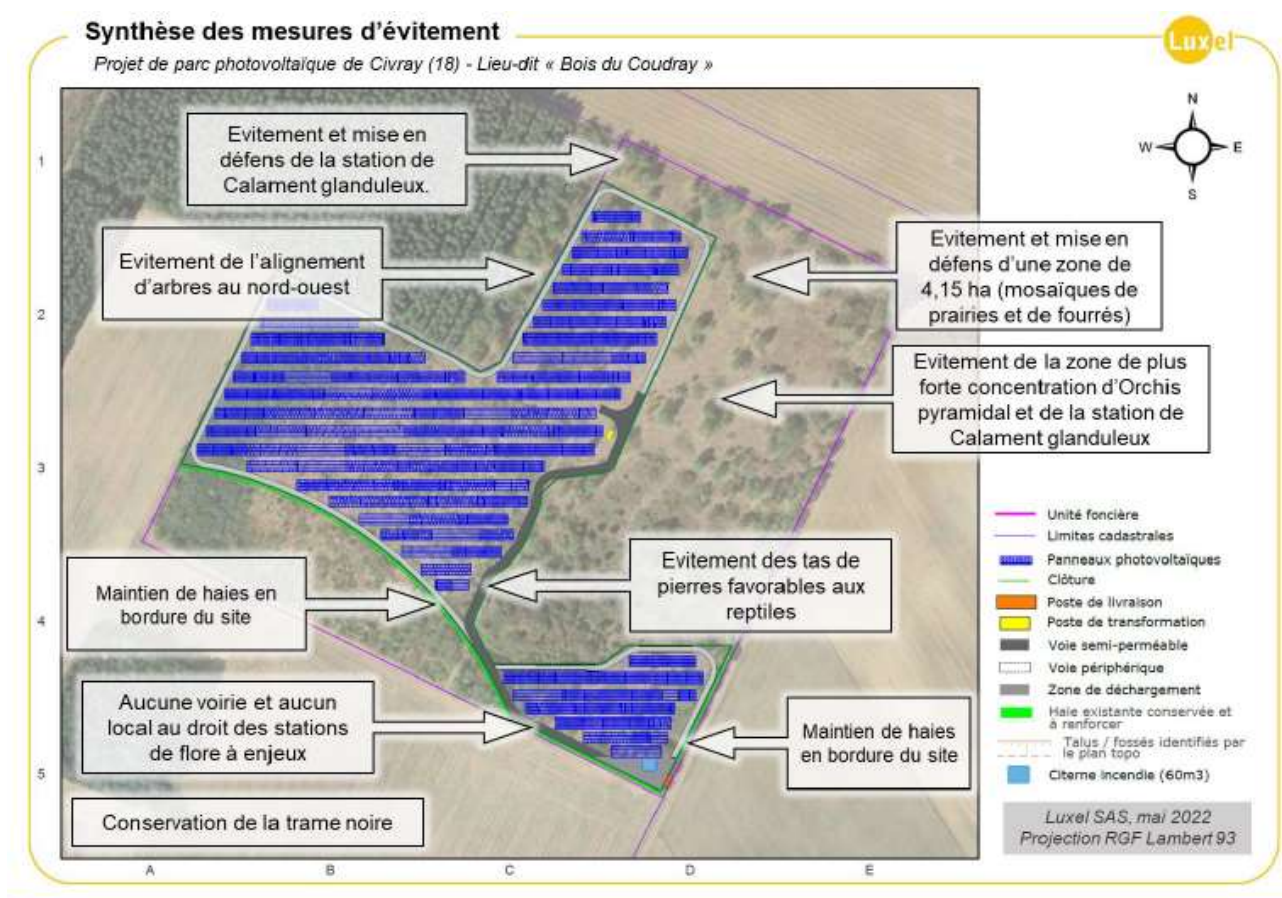 Synthèse des mesures d'évitement
Luxel
Projet de parc photovoltaïque de Civray (18) - Lieu-dit « Bois du Coudray »
N
W
E
S
1
2
3
4
5
A
B
C
D
E
Evitement et mise en
défens de la station de
Calament glanduleux.
Evitement de l'alignement
d'arbres au nord-ouest
Evitement et mise en
défens d'une zone de
4,15 ha (mosaïques de
prairies et de fourrés)
Evitement de la zone de plus
forte concentration d'Orchis
pyramidal et de la station de
Calament glanduleux
Maintien de haies en
bordure du site
Evitement des tas de
pierres favorables aux
reptiles
Aucune voirie et aucun
local au droit des stations
de flore à enjeux
Maintien de haies
en bordure du site
Conservation de la trame noire
Unité foncière
Limites cadastrales
Panneaux photovoltaïques
Clôture
Poste de livraison
Poste de transformation
Voie semi-perméable
Voie périphérique
Zone de déchargement
Haie existante conservée et
à renforcer
Talus / fossés identifiés par
le plan topo
Citerne incendie (60m3)
Luxel SAS, mai 2022
Projection RGF Lambert 93